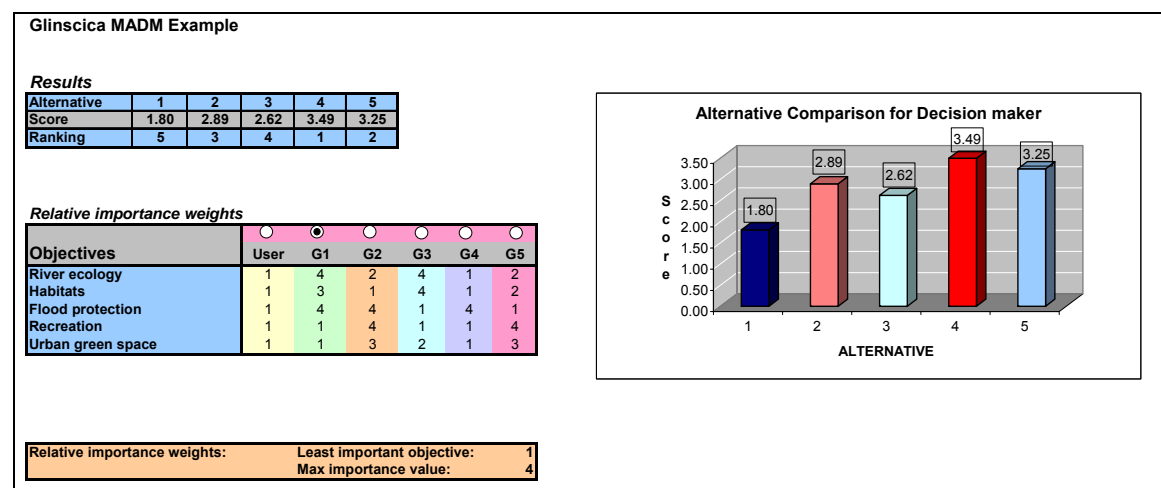 Glinscica MADM Example
Results
Alternative 1 2 3 4 5
Score 1.80 2.89 2.62 3.49 3.25
Ranking 5 3 4 1 2
Relative importance weights
Objectives User G1 G2 G3 G4 G5
River ecology 1 4 2 4 1 2
Habitats 1 3 1 4 1 2
Flood protection 1 4 4 1 4 1
Recreation 1 1 4 1 1 4
Urban green space 1 1 3 2 1 3
Relative importance weights: Least important objective: 1
Max importance value: 4
Alternative Comparison for Decision maker
3.49
2.89
3.25
2.62
1.80
3.50
3.00
2.50
2.00
1.50
1.00
0.50
0.00
Score
1 2 3 4 5
ALTERNATIVE